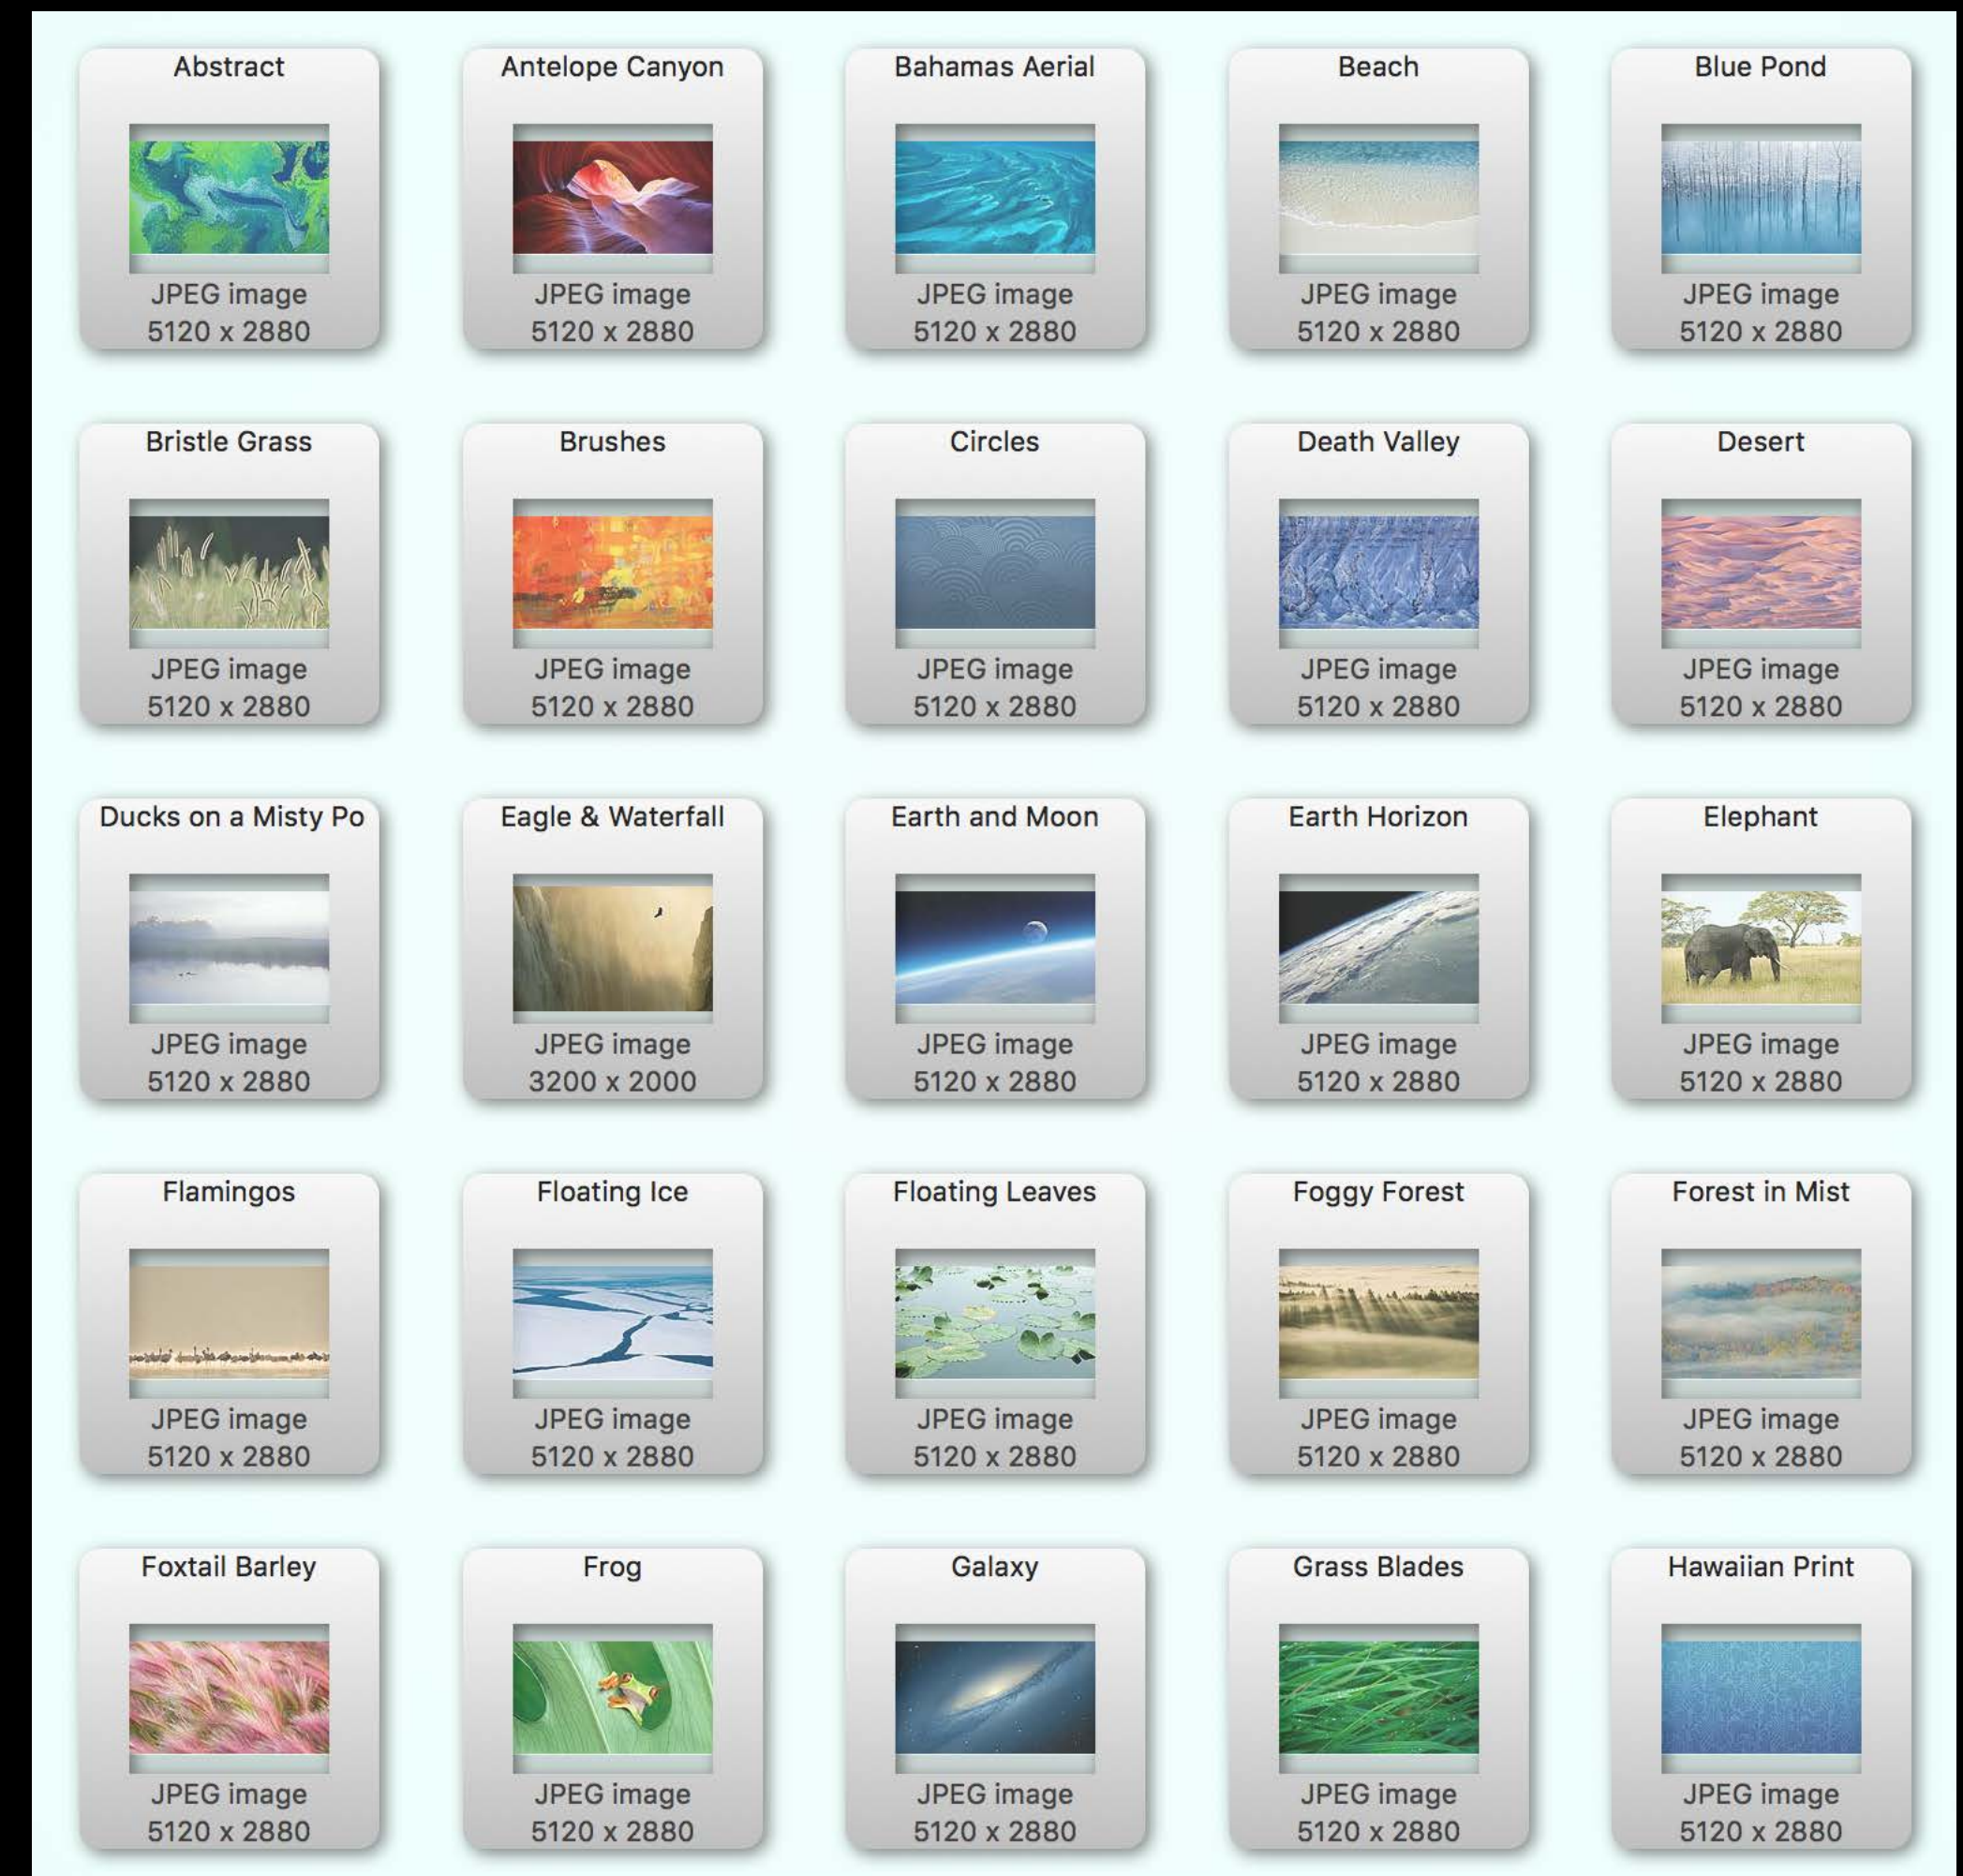 Abstract
JPEG image
5120 x 2880
Antelope Canyon
JPEG image
5120 x 2880
Bahamas Aerial
JPEG image
5120 x 2880
Beach
JPEG image
5120 x 2880
Blue Pond
JPEG image
5120 x 2880
Bristle Grass
JPEG image
5120 x 2880
Brushes
JPEG image
5120 x 2880
Circles
JPEG image
5120 x 2880
Death Valley
JPEG image
5120 x 2880
Desert
JPEG image
5120 x 2880
Ducks on a Misty Po
JPEG image
5120 x 2880
Eagle & Waterfall
JPEG image
3200 x 2000
Earth and Moon
JPEG image
5120 x 2880
Earth Horizon
JPEG image
5120 x 2880
Elephant
JPEG image
5120 x 2880
Flamingos
JPEG image
5120 x 2880
Floating Ice
JPEG image
5120 x 2880
Floating Leaves
JPEG image
5120 x 2880
Foggy Forest
JPEG image
5120 x 2880
Forest in Mist
JPEG image
5120 x 2880
Foxtail Barley
JPEG image
5120 x 2880
Frog
JPEG image
5120 x 2880
Galaxy
JPEG image
5120 x 2880
Grass Blades
JPEG image
5120 x 2880
Hawaiian Print
JPEG image
5120 x 2880